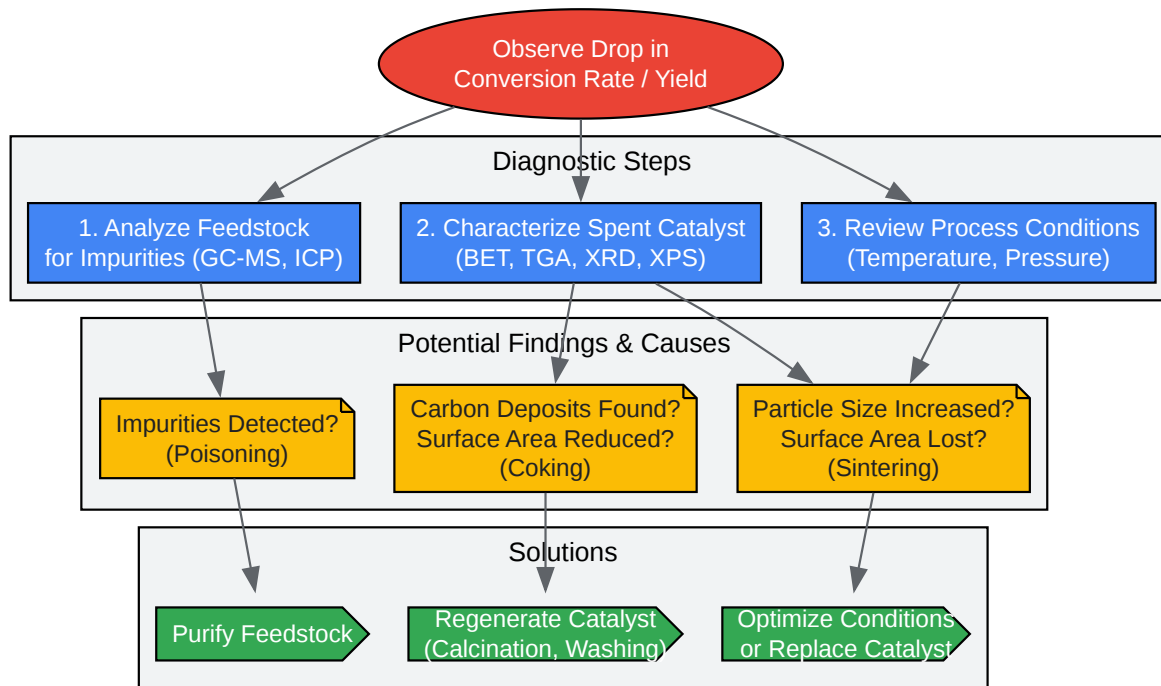 Observe Drop in
Conversion Rate / Yield
Diagnostic Steps
1. Analyze Feedstock
for Impurities (GC-MS, ICP)
2. Characterize Spent Catalyst
(BET, TGA, XRD, XPS)
3. Review Process Conditions
(Temperature, Pressure)
Potential Findings & Causes
Impurities Detected?
(Poisoning)
Carbon Deposits Found?
Surface Area Reduced?
(Coking)
Particle Size Increased?
Surface Area Lost?
(Sintering)
Solutions
Purify Feedstock
Regenerate Catalyst
(Calcination, Washing)
Optimize Conditions
or Replace Catalyst